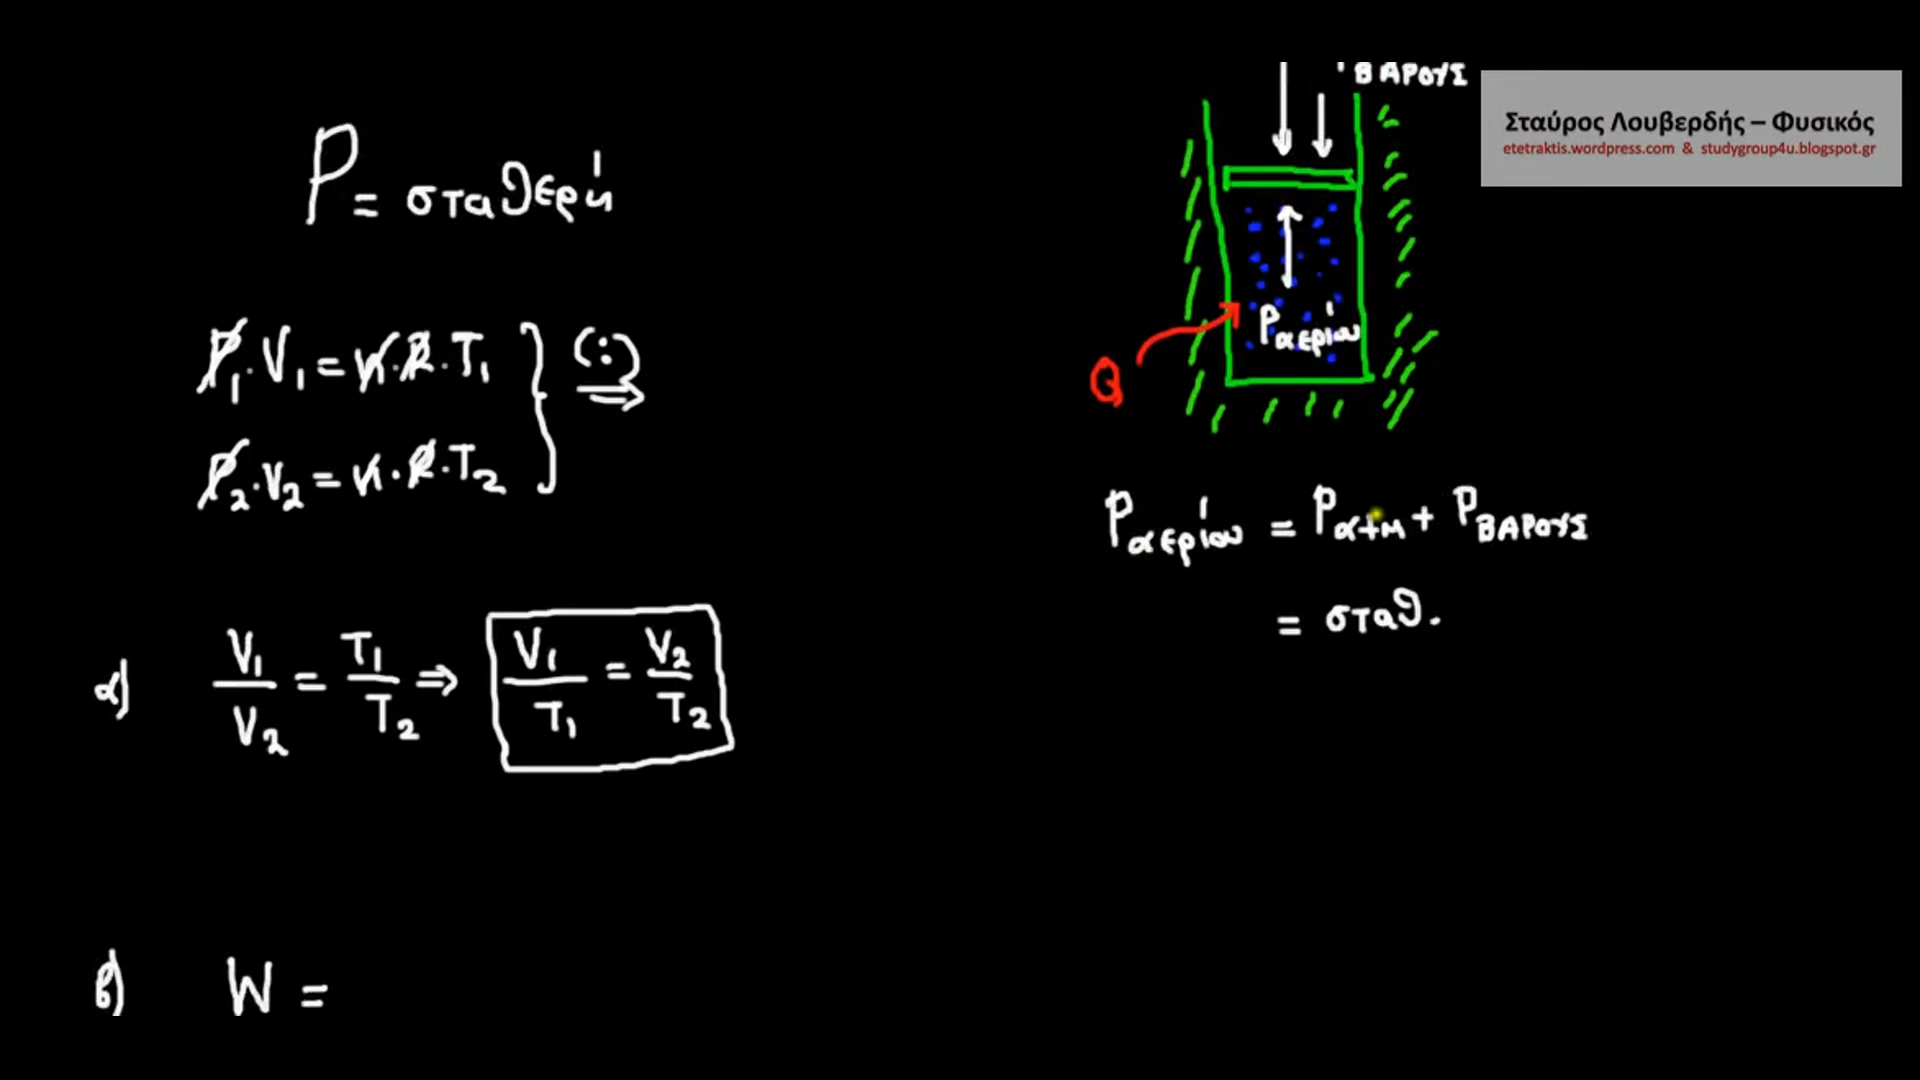 P = σταθερή
P₁·V₁ = n·R·T₁ } (:) ⇒
P₂·V₂ = n·R·T₂
α) V₁/V₂ = T₁/T₂ ⇒ V₁/T₁ = V₂/T₂
β) W =
ΒΑΡΟΥΣ
Pαερίου
Q
Pαερίου = Pατμ + PΒΑΡΟΥΣ
= σταθ.
Σταύρος Λουβερδής – Φυσικός
etetraktis.wordpress.com & studygroup4u.blogspot.gr